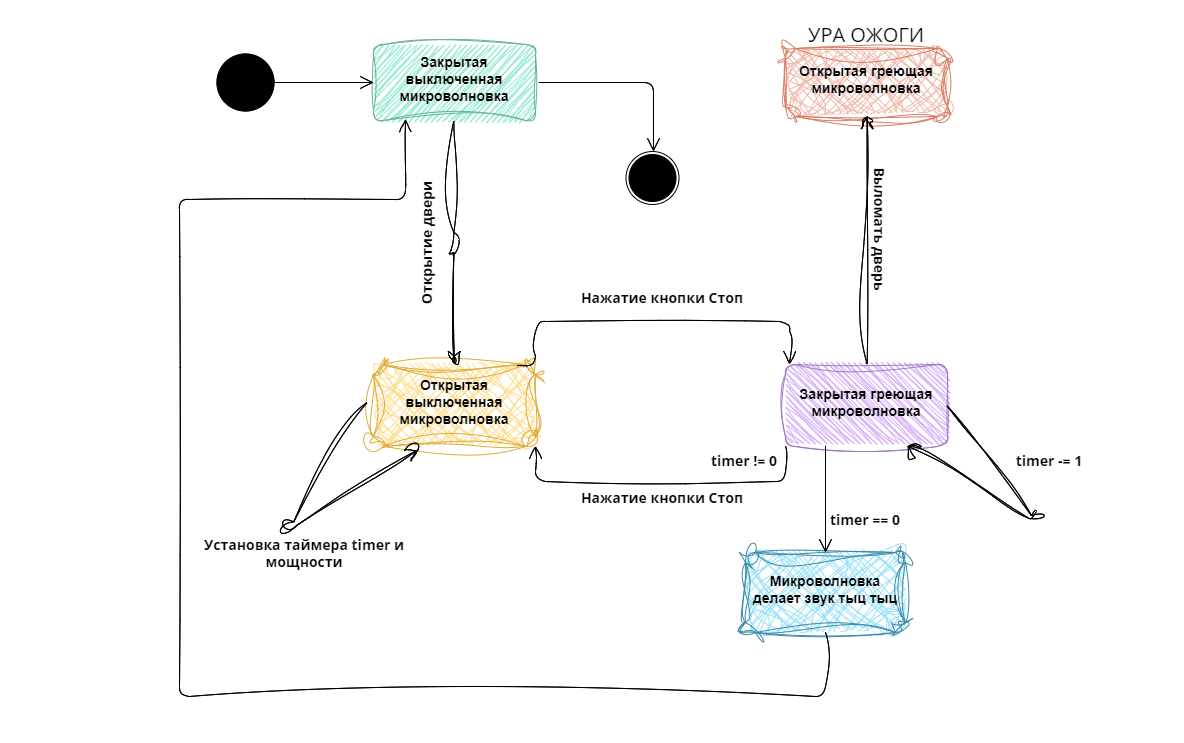 УРА ОЖОГИ
Закрытая
выключенная
микроволновка
Открытая греющая
микроволновка
Открытие двери
Выломать дверь
Нажатие кнопки Стоп
Открытая
выключенная
микроволновка
Закрытая греющая
микроволновка
timer != 0
timer -= 1
Нажатие кнопки Стоп
timer == 0
Установка таймера timer и
мощности
Микроволновка
делает звук тыц тыц